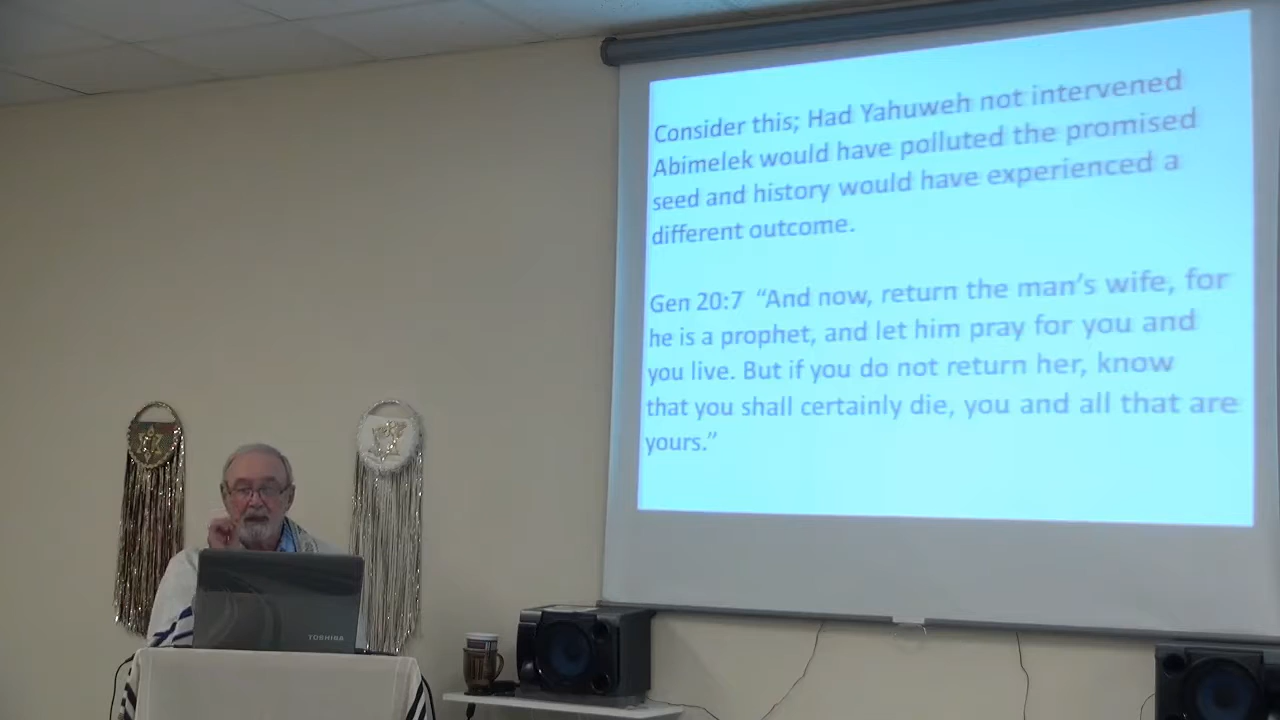 Consider this; Had Yahuweh not intervened
Abimelek would have polluted the promised
seed and history would have experienced a
different outcome.
Gen 20:7 “And now, return the man’s wife, for
he is a prophet, and let him pray for you and
you live. But if you do not return her, know
that you shall certainly die, you and all that are
yours.”
TOSHIBA